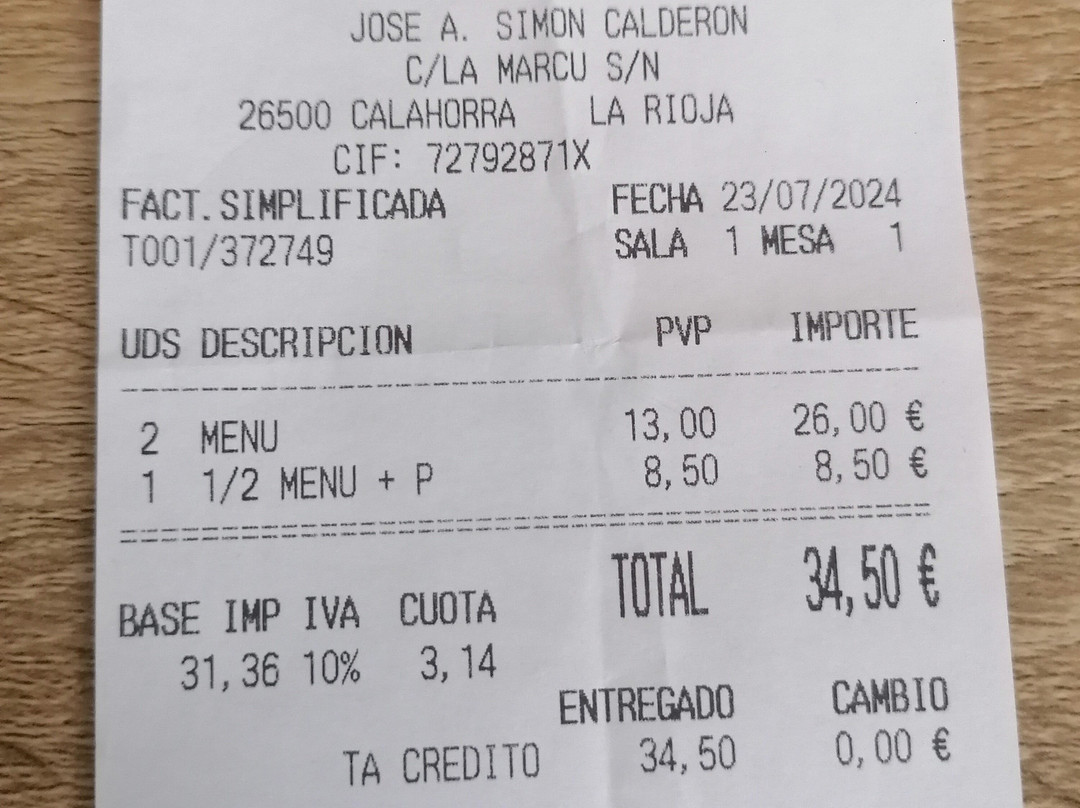 JOSE A. SIMON CALDERON
C/LA MARCU S/N
26500 CALAHORRA LA RIOJA
CIF: 72792871X
FACT.SIMPLIFICADA FECHA 23/07/2024
T001/372749 SALA 1 MESA 1
UDS DESCRIPCION PVP IMPORTE
2 MENU 13,00 26,00 €
1 1/2 MENU + P 8,50 8,50 €
TOTAL 34,50 €
BASE IMP IVA CUOTA
31,36 10% 3,14
ENTREGADO CAMBIO
TA CREDITO 34,50 0,00 €